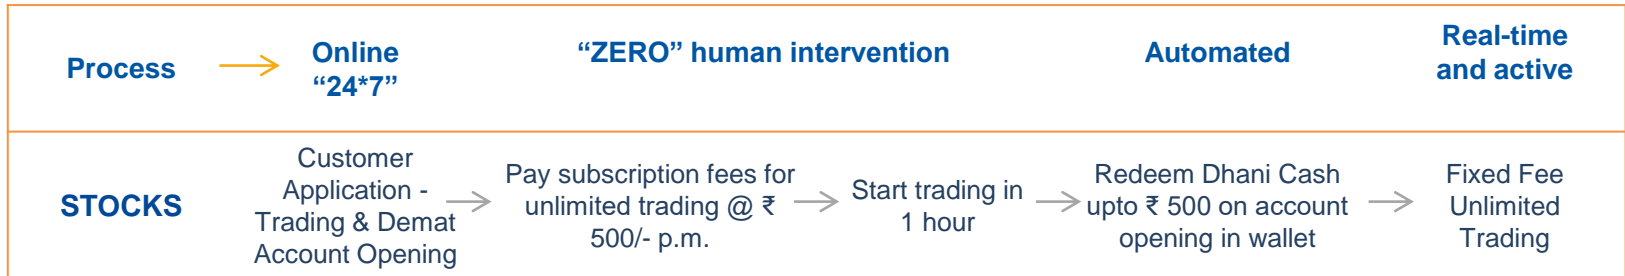 Process
Online
“24*7”
“ZERO” human intervention
Automated
Real-time
and active
STOCKS
Customer
Application -
Trading & Demat
Account Opening
Pay subscription fees for
unlimited trading @ ₹
500/- p.m.
Start trading in
1 hour
Redeem Dhani Cash
upto ₹ 500 on account
opening in wallet
Fixed Fee
Unlimited
Trading